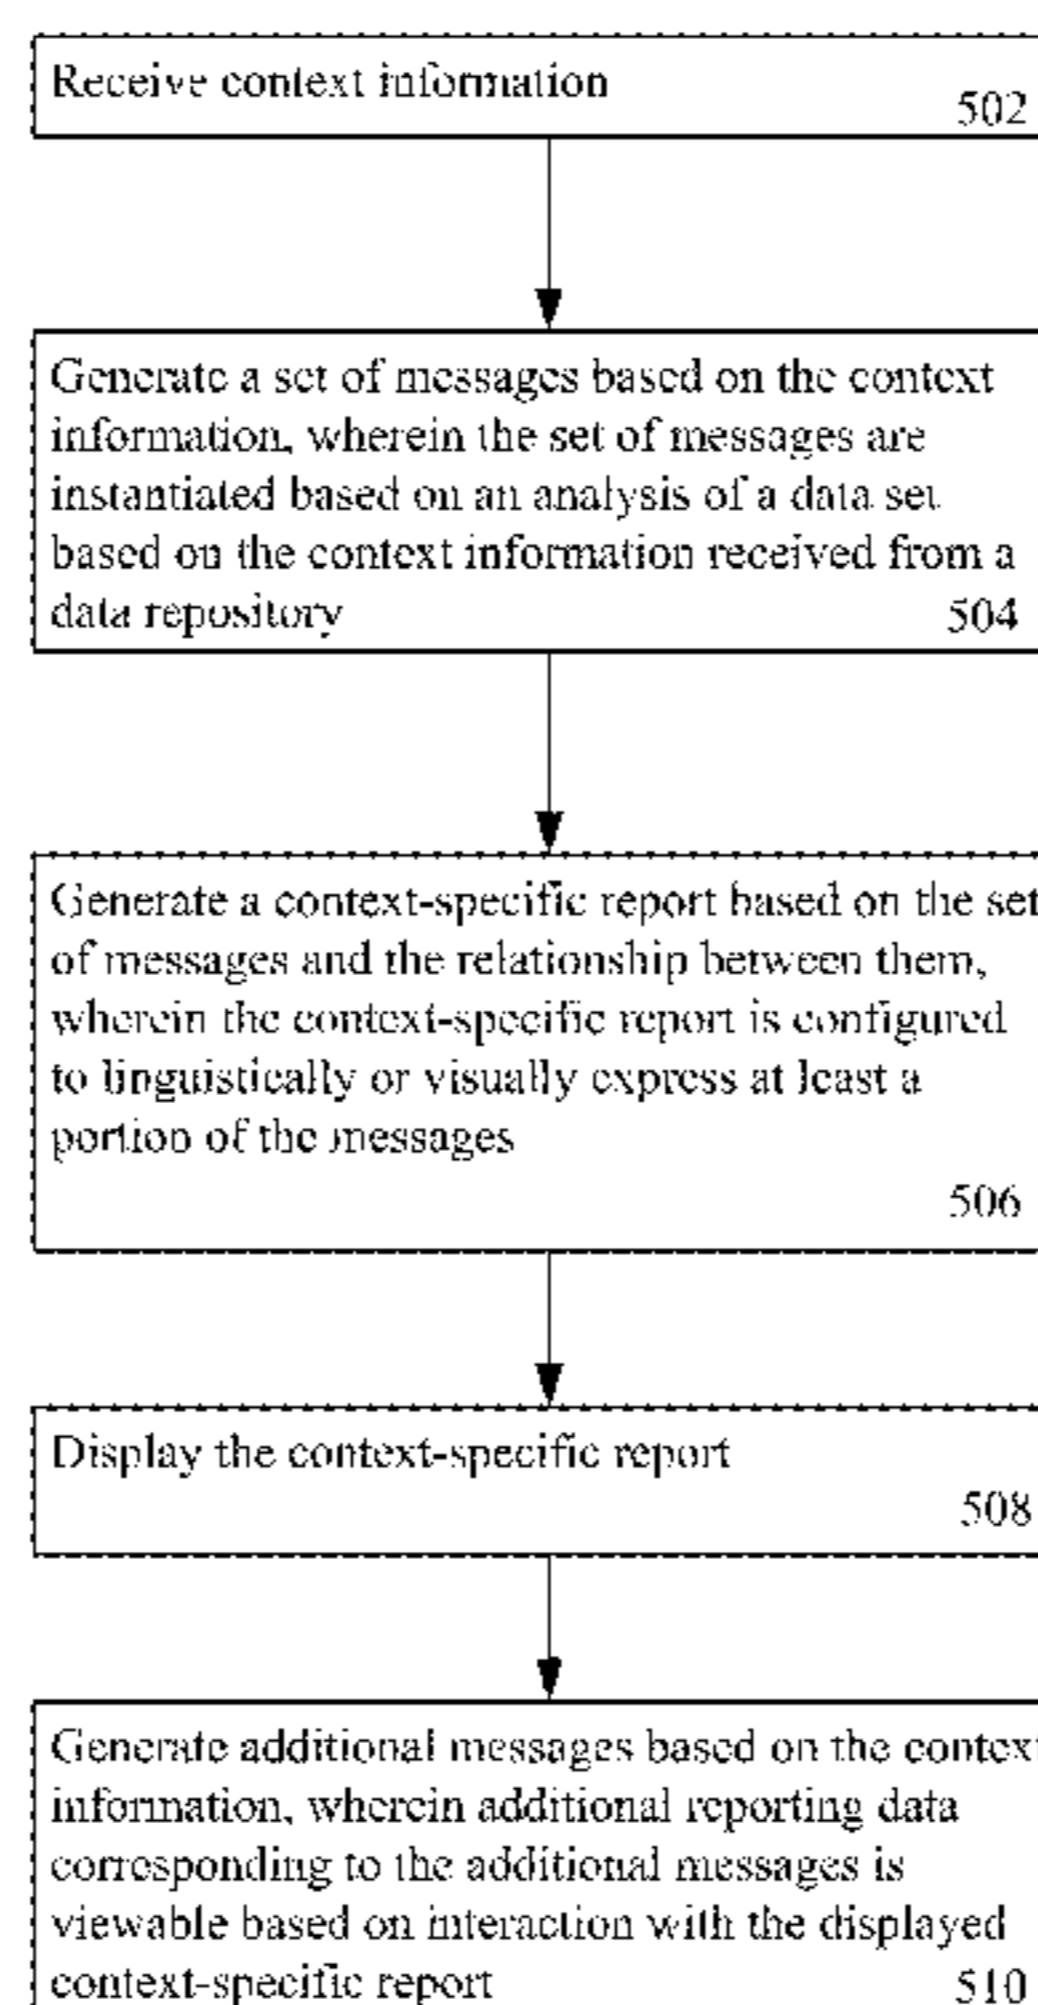 Receive context information
502
Generate a set of messages based on the context
information, wherein the set of messages are
instantiated based on an analysis of a data set
based on the context information received from a
data repository
504
Generate a context-specific report based on the set
of messages and the relationship between them,
wherein the context-specific report is configured
to linguistically or visually express at least a
portion of the messages
506
Display the context-specific report
508
Generate additional messages based on the context
information, wherein additional reporting data
corresponding to the additional messages is
viewable based on interaction with the displayed
context-specific report
510